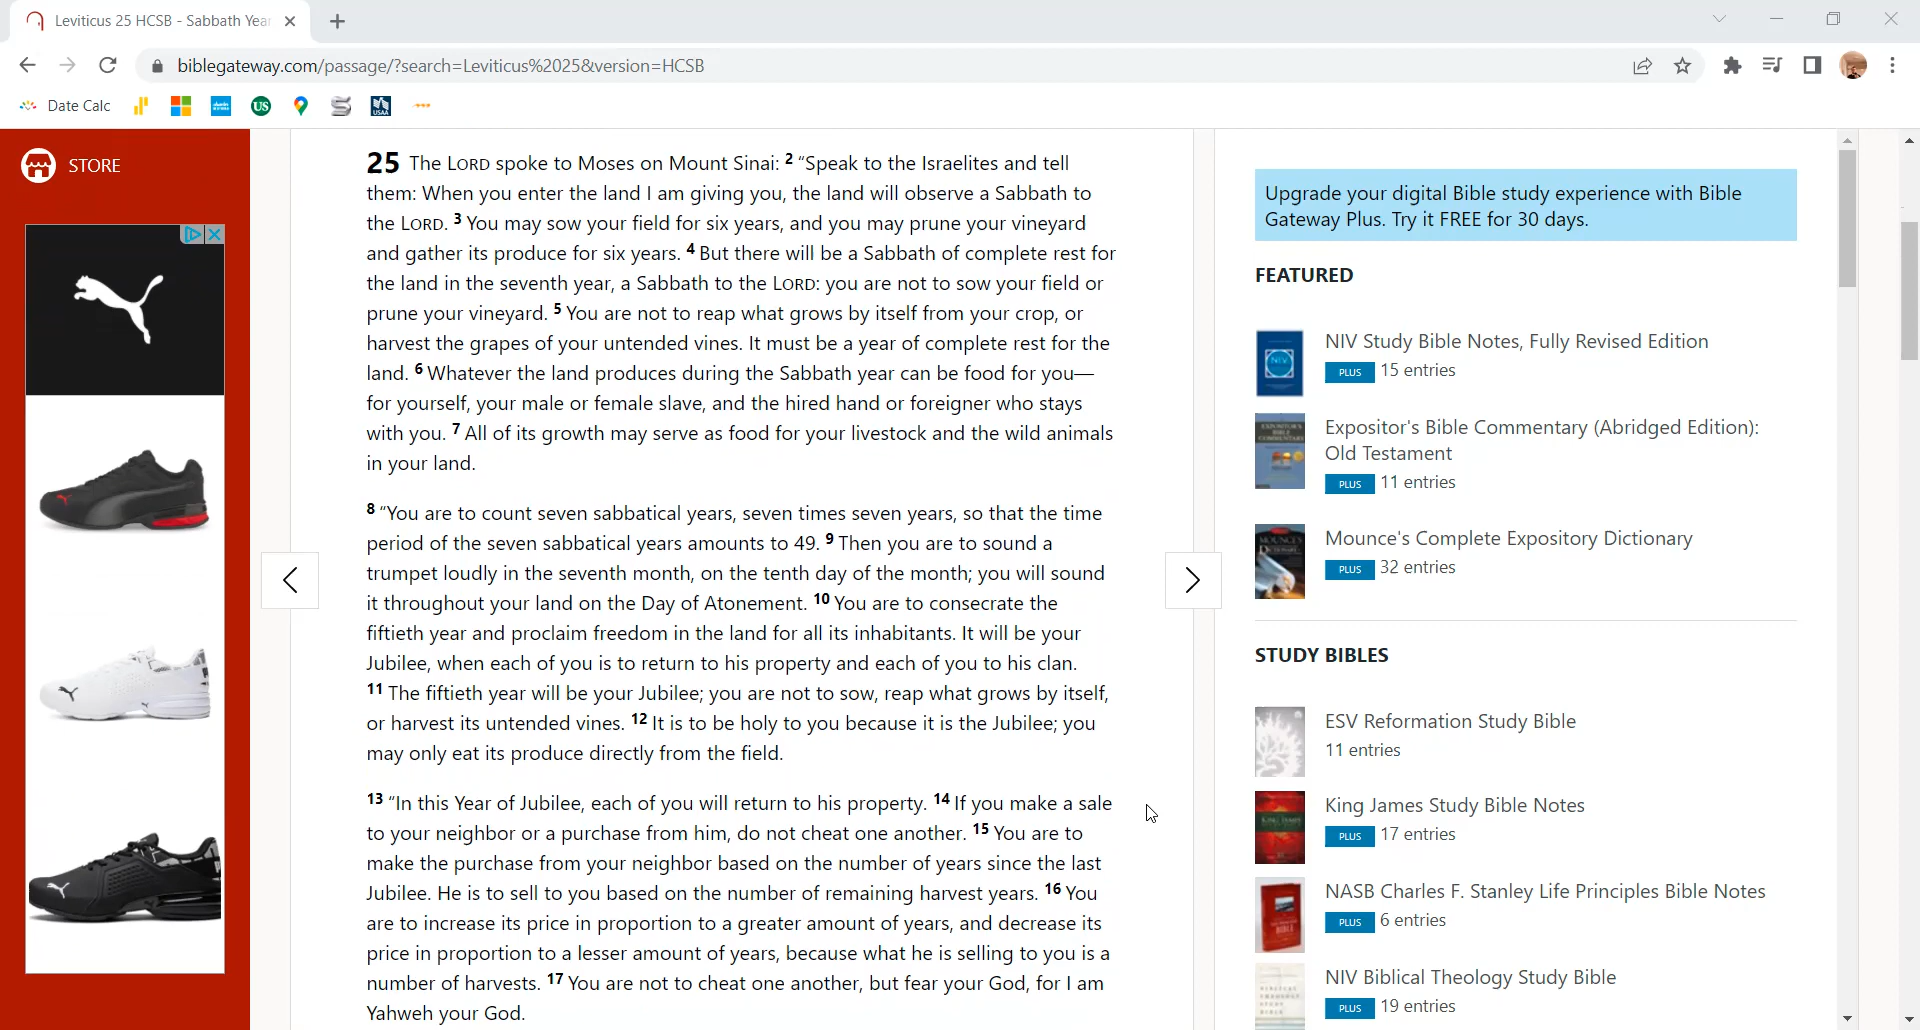 Leviticus 25 HCSB - Sabbath Year
biblegateway.com/passage/?search=Leviticus%2025&version=HCSB
Date Calc
US
USAA
STORE
25 The LORD spoke to Moses on Mount Sinai: 2 “Speak to the Israelites and tell
them: When you enter the land I am giving you, the land will observe a Sabbath to
the LORD. 3 You may sow your field for six years, and you may prune your vineyard
and gather its produce for six years. 4 But there will be a Sabbath of complete rest for
the land in the seventh year, a Sabbath to the LORD: you are not to sow your field or
prune your vineyard. 5 You are not to reap what grows by itself from your crop, or
harvest the grapes of your untended vines. It must be a year of complete rest for the
land. 6 Whatever the land produces during the Sabbath year can be food for you—
for yourself, your male or female slave, and the hired hand or foreigner who stays
with you. 7 All of its growth may serve as food for your livestock and the wild animals
in your land.
8 “You are to count seven sabbatical years, seven times seven years, so that the time
period of the seven sabbatical years amounts to 49. 9 Then you are to sound a
trumpet loudly in the seventh month, on the tenth day of the month; you will sound
it throughout your land on the Day of Atonement. 10 You are to consecrate the
fiftieth year and proclaim freedom in the land for all its inhabitants. It will be your
Jubilee, when each of you is to return to his property and each of you to his clan.
11 The fiftieth year will be your Jubilee; you are not to sow, reap what grows by itself,
or harvest its untended vines. 12 It is to be holy to you because it is the Jubilee; you
may only eat its produce directly from the field.
13 “In this Year of Jubilee, each of you will return to his property. 14 If you make a sale
to your neighbor or a purchase from him, do not cheat one another. 15 You are to
make the purchase from your neighbor based on the number of years since the last
Jubilee. He is to sell to you based on the number of remaining harvest years. 16 You
are to increase its price in proportion to a greater amount of years, and decrease its
price in proportion to a lesser amount of years, because what he is selling to you is a
number of harvests. 17 You are not to cheat one another, but fear your God, for I am
Yahweh your God.
Upgrade your digital Bible study experience with Bible
Gateway Plus. Try it FREE for 30 days.
FEATURED
NIV
NIV Study Bible Notes, Fully Revised Edition
PLUS 15 entries
Expositor's Bible Commentary (Abridged Edition):
Old Testament
PLUS 11 entries
Mounce's Complete Expository Dictionary
PLUS 32 entries
STUDY BIBLES
ESV Reformation Study Bible
11 entries
King James Study Bible Notes
PLUS 17 entries
NASB Charles F. Stanley Life Principles Bible Notes
PLUS 6 entries
NIV Biblical Theology Study Bible
PLUS 19 entries